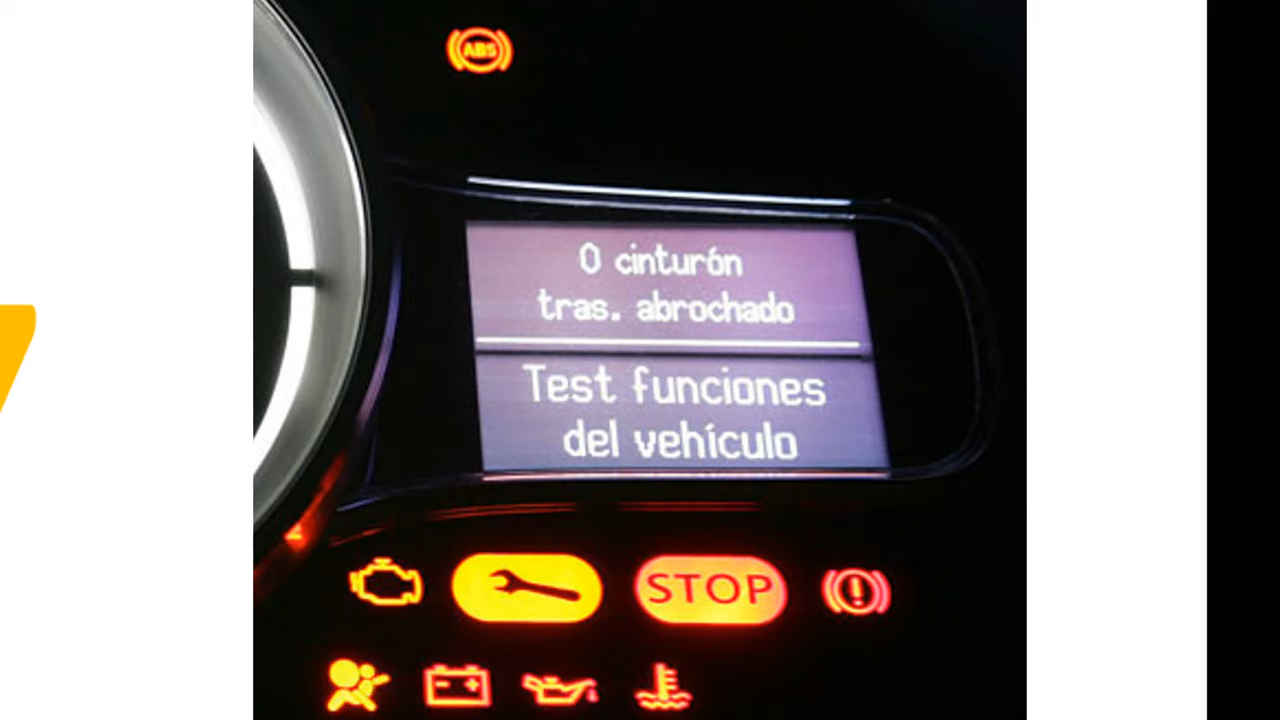 ABS
0 cinturón
tras. abrochado
Test funciones
del vehículo
STOP